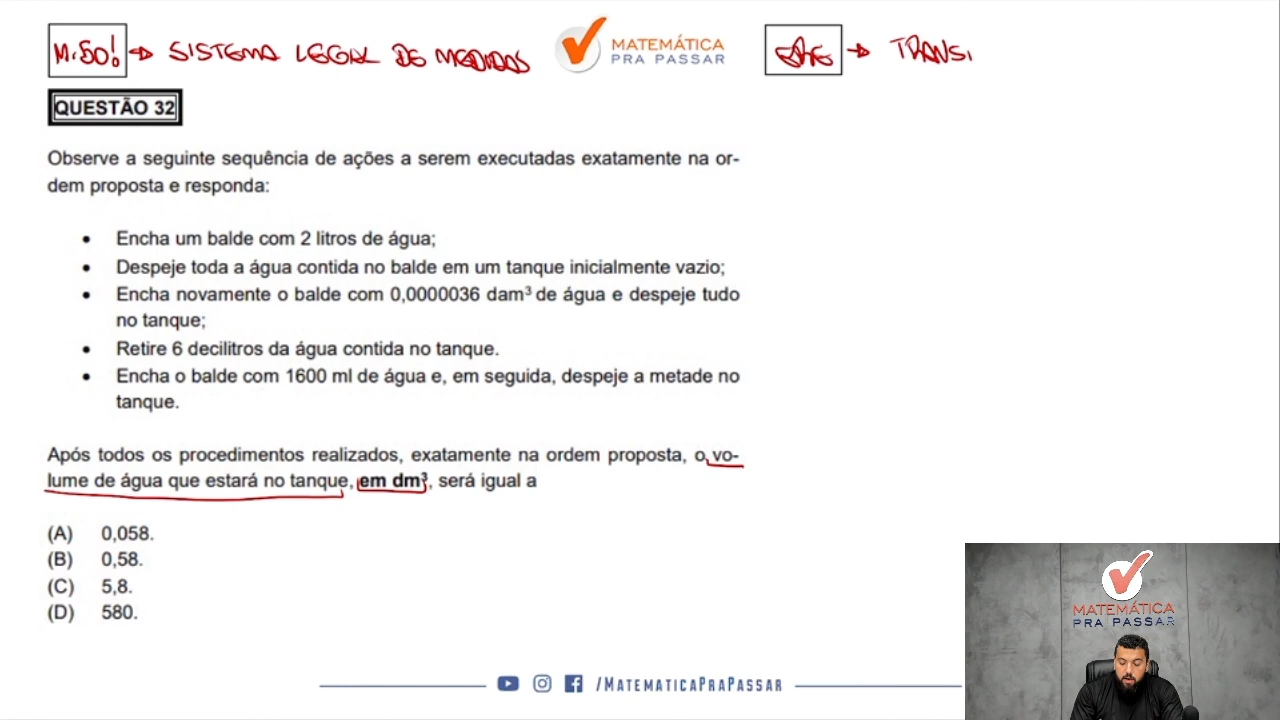 M.50! → SISTEMA LEGAL DE MEDIDAS
MATEMÁTICA
PRA PASSAR
→ TRANSI
QUESTÃO 32
Observe a seguinte sequência de ações a serem executadas exatamente na or-
dem proposta e responda:
• Encha um balde com 2 litros de água;
• Despeje toda a água contida no balde em um tanque inicialmente vazio;
• Encha novamente o balde com 0,0000036 dam³ de água e despeje tudo
no tanque;
• Retire 6 decilitros da água contida no tanque.
• Encha o balde com 1600 ml de água e, em seguida, despeje a metade no
tanque.
Após todos os procedimentos realizados, exatamente na ordem proposta, o vo-
lume de água que estará no tanque, em dm³, será igual a
(A) 0,058.
(B) 0,58.
(C) 5,8.
(D) 580.
MATEMÁTICA
PRA PASSAR
/MATEMATICAPRAPASSAR